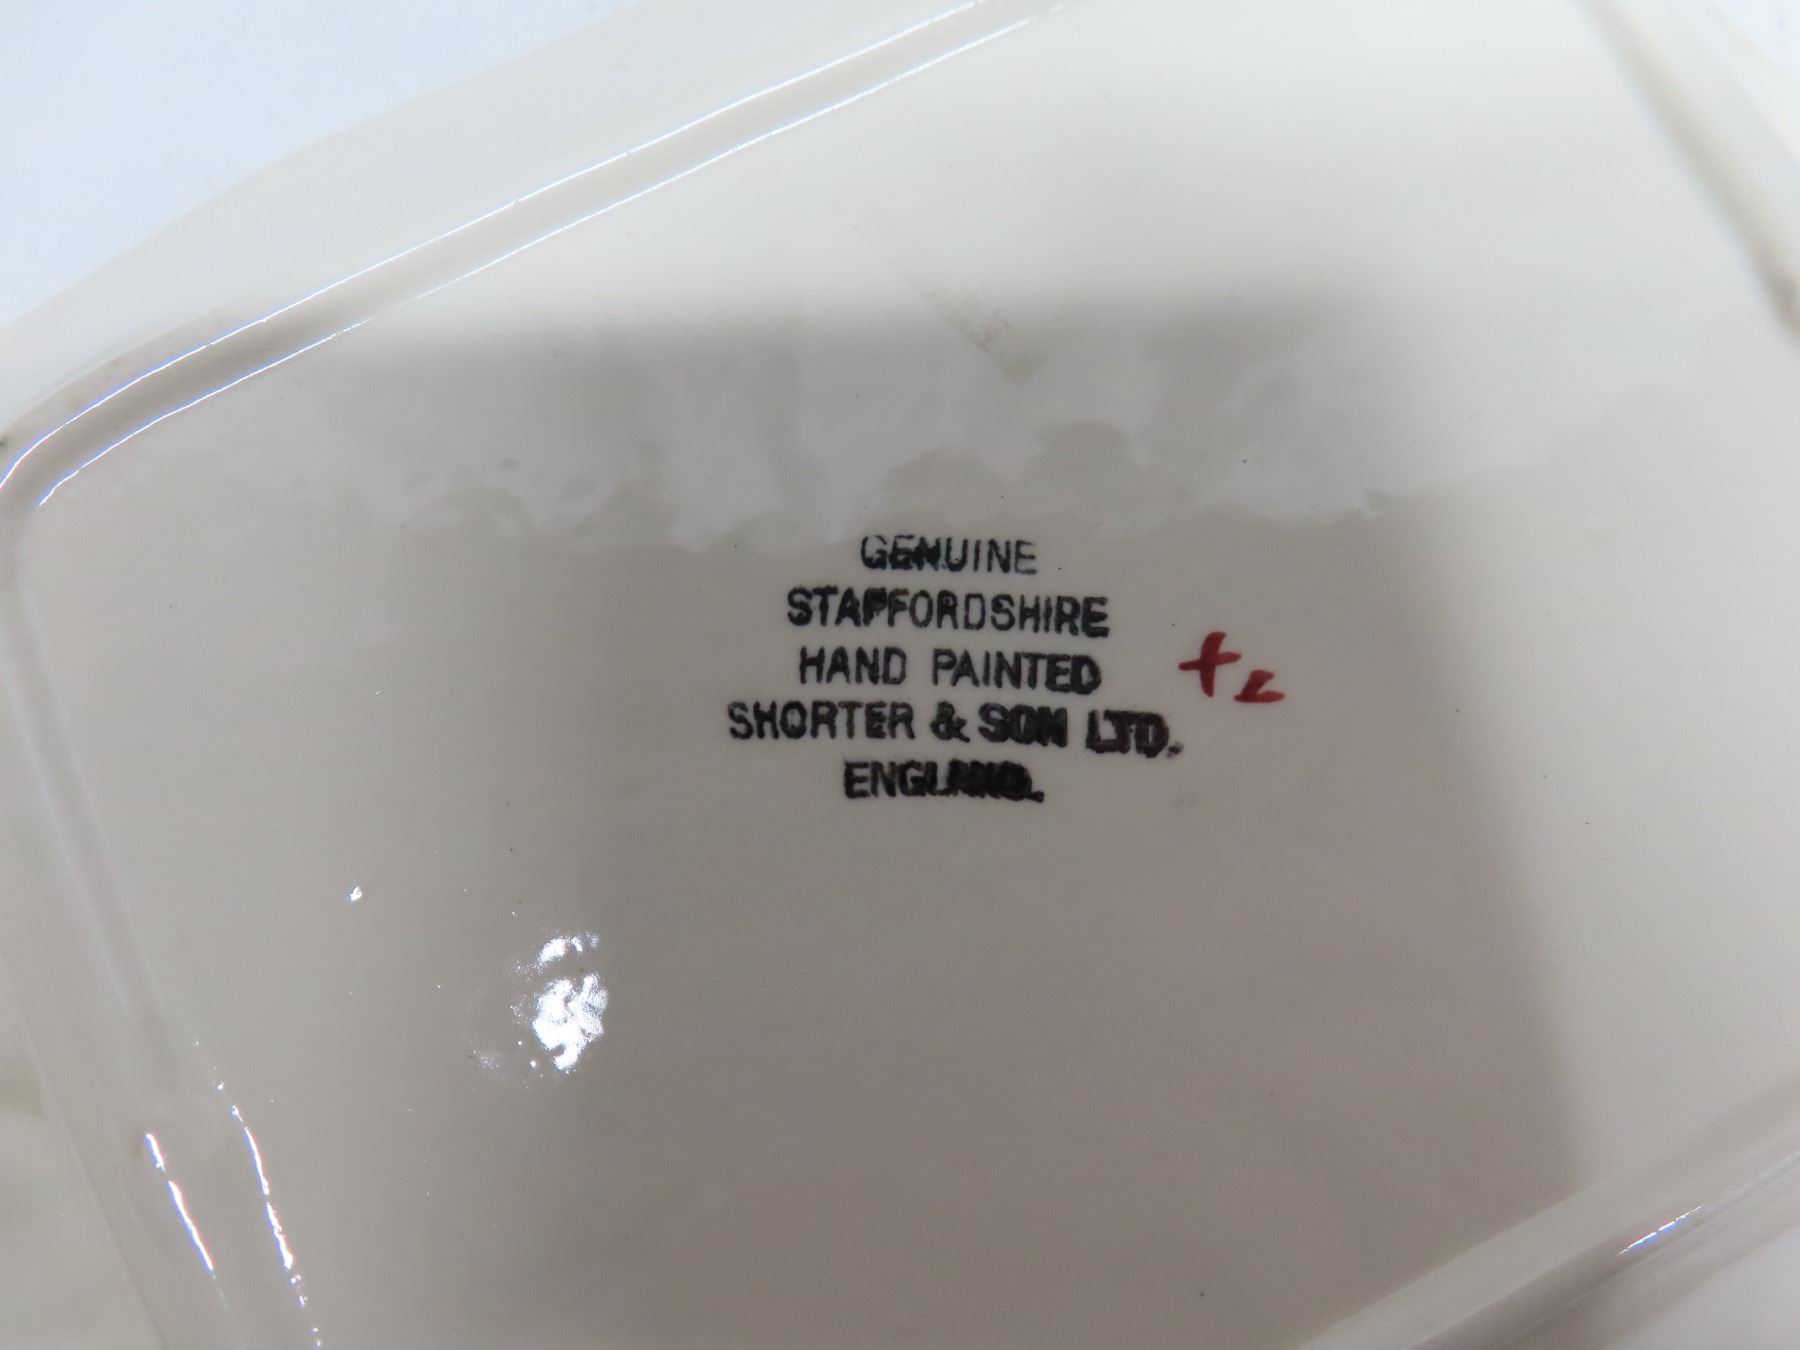 GENUINE
STAFFORDSHIRE
HAND PAINTED
SHORTER & SON LTD.
ENGLAND.